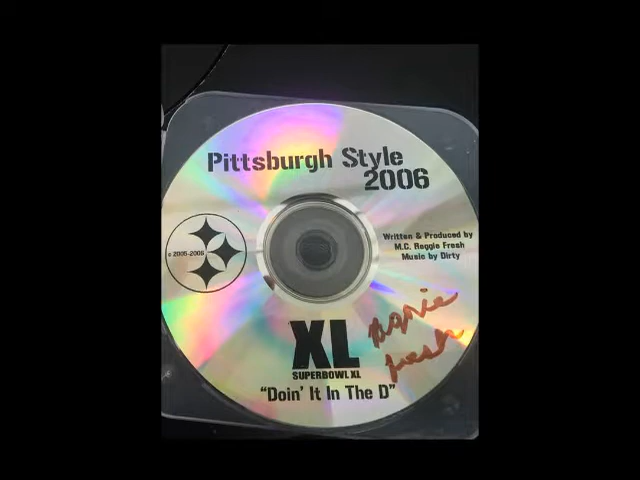 Pittsburgh Style
2006
© 2005-2006
Written & Produced by
M.C. Reggie Fresh
Music by Dirty
XL
SUPERBOWL XL
"Doin' It In The D"
fresh